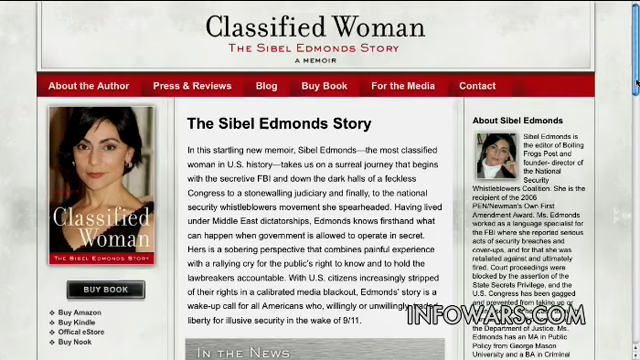 Classified Woman
THE SIBEL EDMONDS STORY
A MEMOIR
About the Author
Press & Reviews
Blog
Buy Book
For the Media
Contact
Classified
Woman
THE SIBEL EDMONDS STORY
BUY BOOK
Buy Amazon
Buy Kindle
Offical eStore
Buy Nook
The Sibel Edmonds Story
In this startling new memoir, Sibel Edmonds—the most classified
woman in U.S. history—takes us on a surreal journey that begins
with the secretive FBI and down the dark halls of a feckless
Congress to a stonewalling judiciary and finally, to the national
security whistleblowers movement she spearheaded. Having lived
under Middle East dictatorships, Edmonds knows firsthand what
can happen when government is allowed to operate in secret.
Hers is a sobering perspective that combines painful experience
with a rallying cry for the public's right to know and to hold the
lawbreakers accountable. With U.S. citizens increasingly stripped
of their rights in a calibrated media blackout, Edmonds' story is a
wake-up call for all Americans who, willingly or unwillingly, traded
liberty for illusive security in the wake of 9/11.
IN THE NEWS
About Sibel Edmonds
Sibel Edmonds is
the editor of Boiling
Frogs Post and
founder- director of
the National
Security
Whistleblowers Coalition. She is the
recipient of the 2006
PEN/Newman's Own First
Amendment Award. Ms. Edmonds
worked as a language specialist for
the FBI where she reported serious
acts of security breaches and
cover-ups, and for that she was
retaliated against and ultimately
fired. Court proceedings were
blocked by the assertion of the
State Secrets Privilege, and the
U.S. Congress has been gagged
and prevented from taking up
the Department of Justice. Ms.
Edmonds has an MA in Public
Policy from George Mason
University and a BA in Criminal
INFOWARS.COM